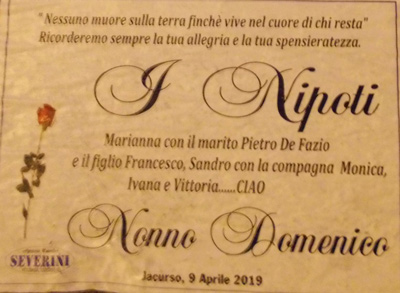 "Nessuno muore sulla terra finchè vive nel cuore di chi resta"
Ricorderemo sempre la tua allegria e la tua spensieratezza.
I Nipoti
Marianna con il marito Pietro De Fazio
e il figlio Francesco, Sandro con la compagna Monica,
Ivana e Vittoria......CIAO
Nonno Domenico
SEVERINI
Jacurso, 9 Aprile 2019